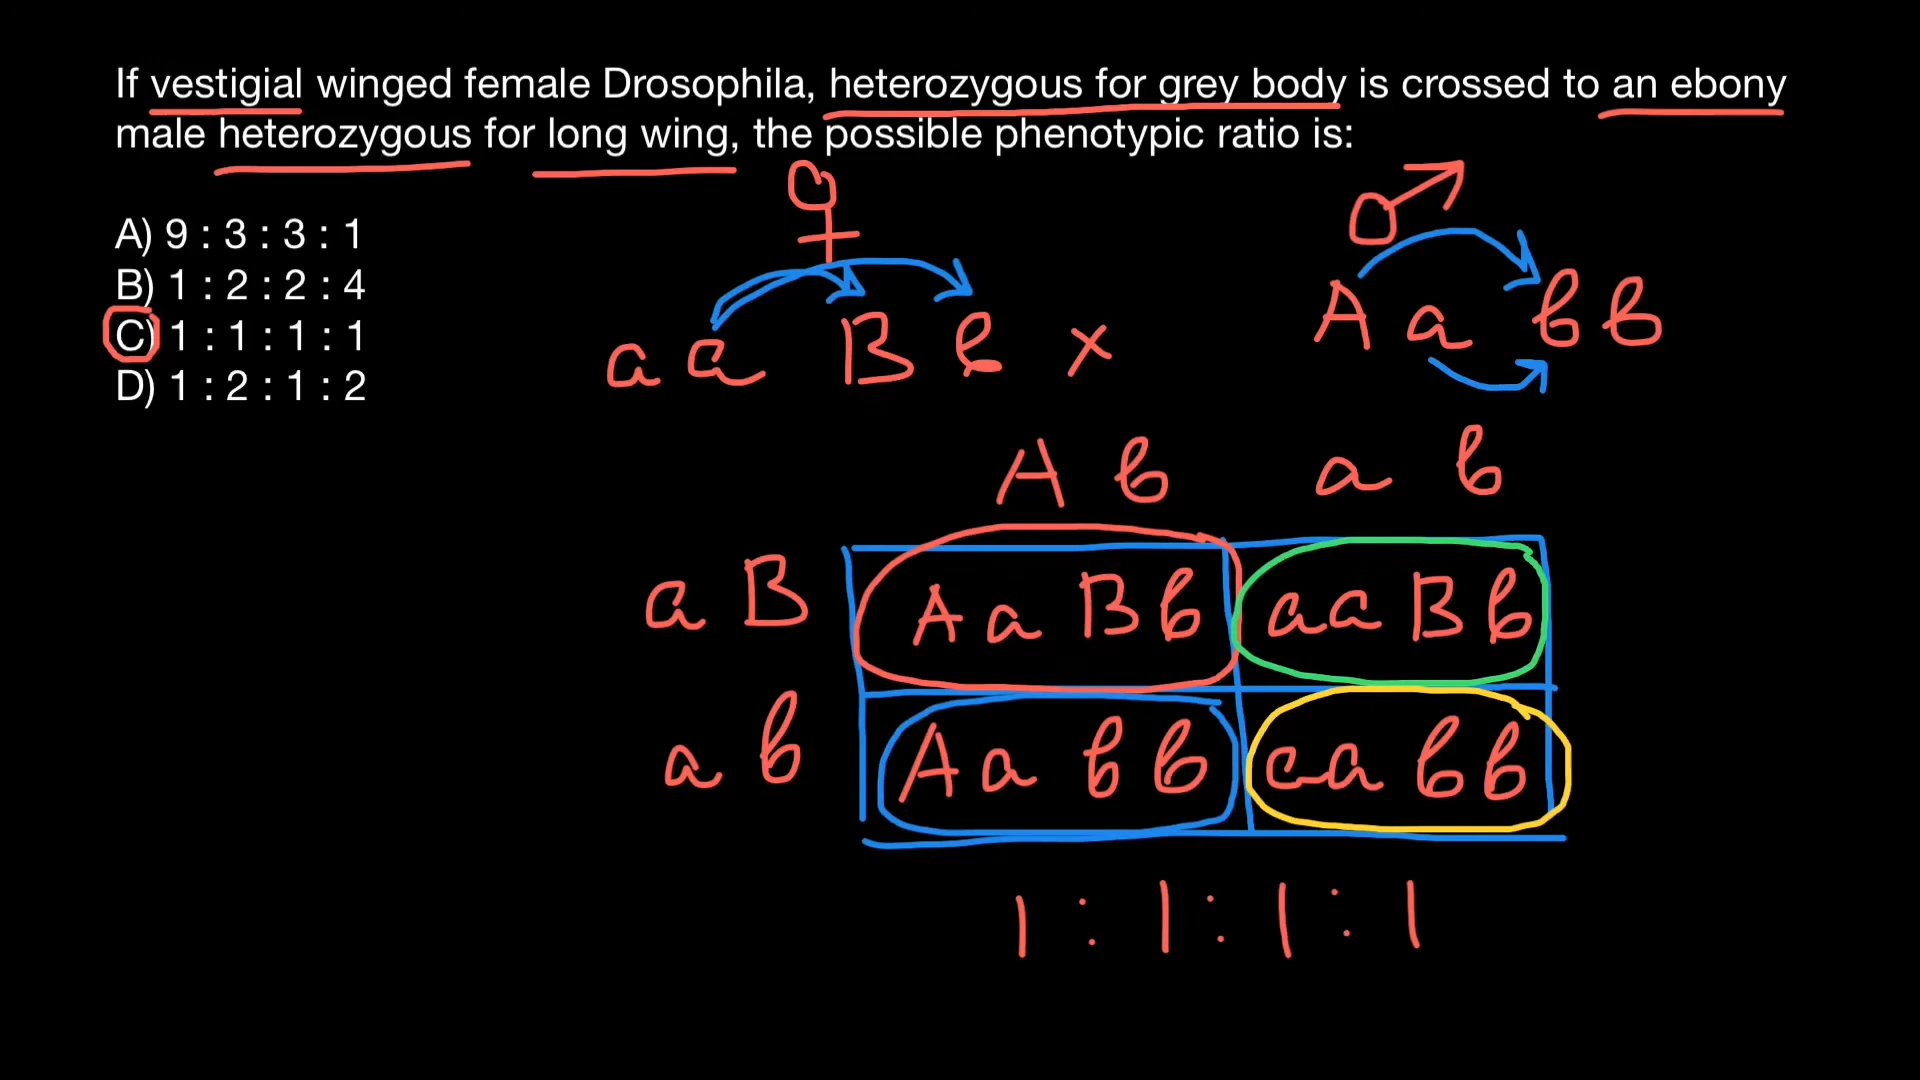 If vestigial winged female Drosophila, heterozygous for grey body is crossed to an ebony
male heterozygous for long wing, the possible phenotypic ratio is:
♀ ♂
A) 9 : 3 : 3 : 1
B) 1 : 2 : 2 : 4
C) 1 : 1 : 1 : 1
D) 1 : 2 : 1 : 2
a a B b x A a b b
A b a b
a B A a B b a a B b
a b A a b b a a b b
1 : 1 : 1 : 1